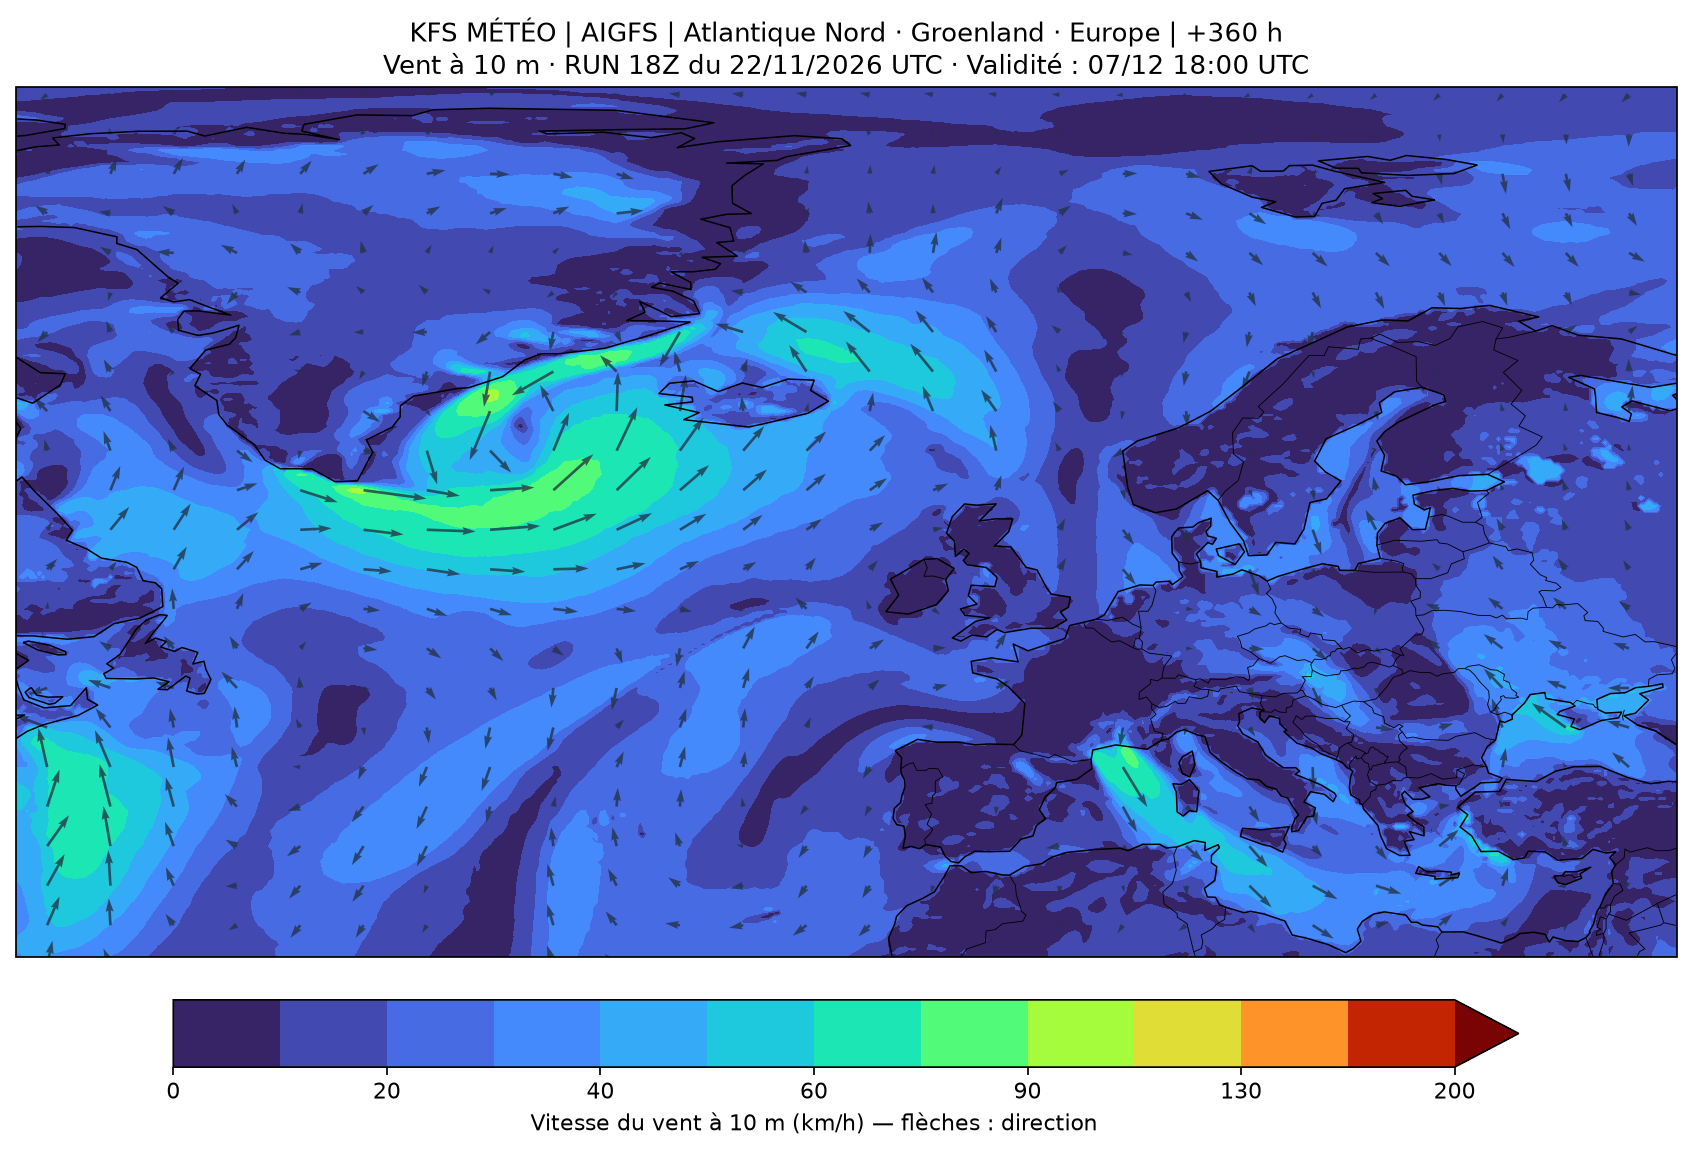 KFS MÉTÉO | AIGFS | Atlantique Nord · Groenland · Europe | +360 h
Vent à 10 m · RUN 18Z du 22/11/2026 UTC · Validité : 07/12 18:00 UTC
0 20 40 60 90 130 200
Vitesse du vent à 10 m (km/h) — flèches : direction